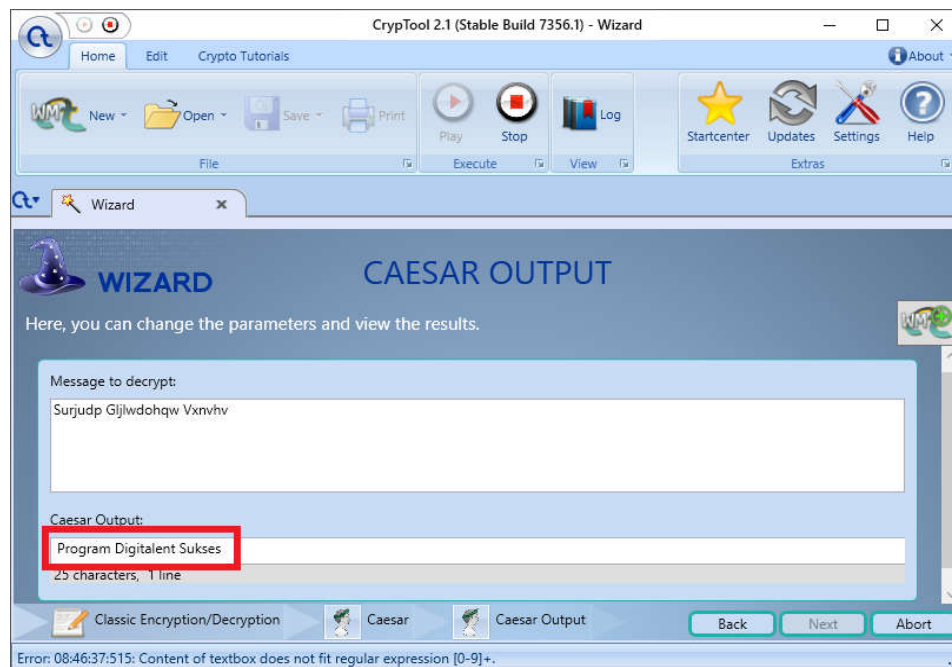 CrypTool 2.1 (Stable Build 7356.1) - Wizard
Home Edit Crypto Tutorials About
New Open Save Print Play Stop Log Startcenter Updates Settings Help
File Execute View Extras
Wizard x
WIZARD CAESAR OUTPUT
Here, you can change the parameters and view the results.
Message to decrypt:
Surjudp Gljlwdohqw Vxnvhv
Caesar Output:
Program Digitalent Sukses
25 characters, 1 line
Classic Encryption/Decryption Caesar Caesar Output Back Next Abort
Error: 08:46:37:515: Content of textbox does not fit regular expression [0-9]+.